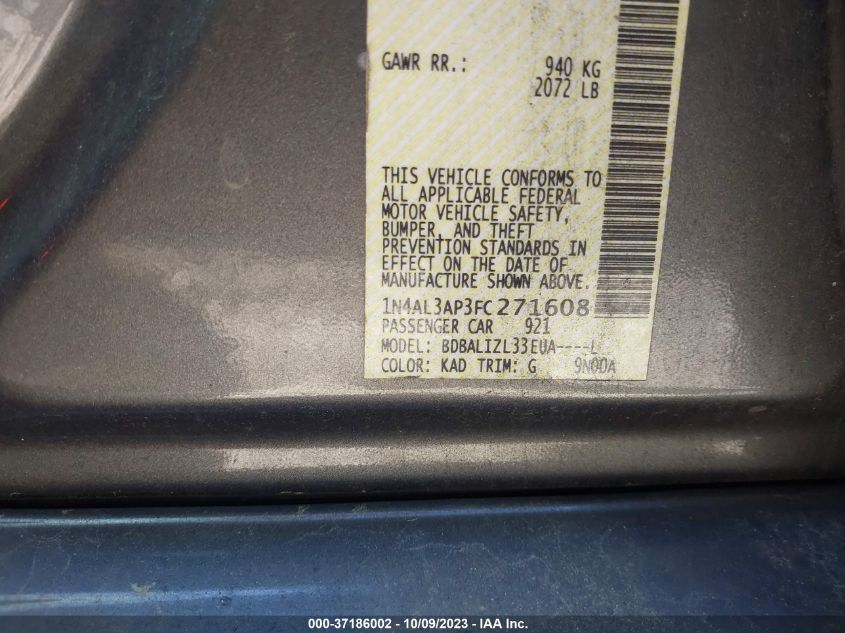 GAWR RR.: 940 KG
2072 LB
THIS VEHICLE CONFORMS TO
ALL APPLICABLE FEDERAL
MOTOR VEHICLE SAFETY,
BUMPER, AND THEFT
PREVENTION STANDARDS IN
EFFECT ON THE DATE OF
MANUFACTURE SHOWN ABOVE.
1N4AL3AP3FC271608
PASSENGER CAR 921
MODEL: BDBALIZL33EUA----L
COLOR: KAD TRIM: G 9N00A
000-37186002 - 10/09/2023 - IAA Inc.